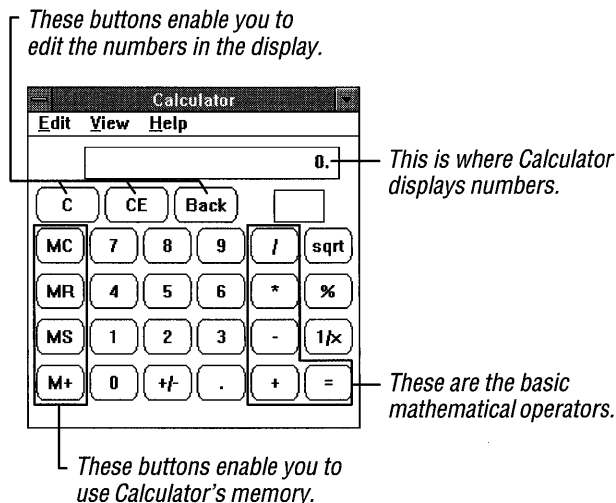 These buttons enable you to
edit the numbers in the display.
Calculator
Edit View Help
0.
This is where Calculator
displays numbers.
C CE Back
MC 7 8 9 / sqrt
MR 4 5 6 * %
MS 1 2 3 - 1/x
M+ 0 +/- . + =
These are the basic
mathematical operators.
These buttons enable you to
use Calculator's memory.